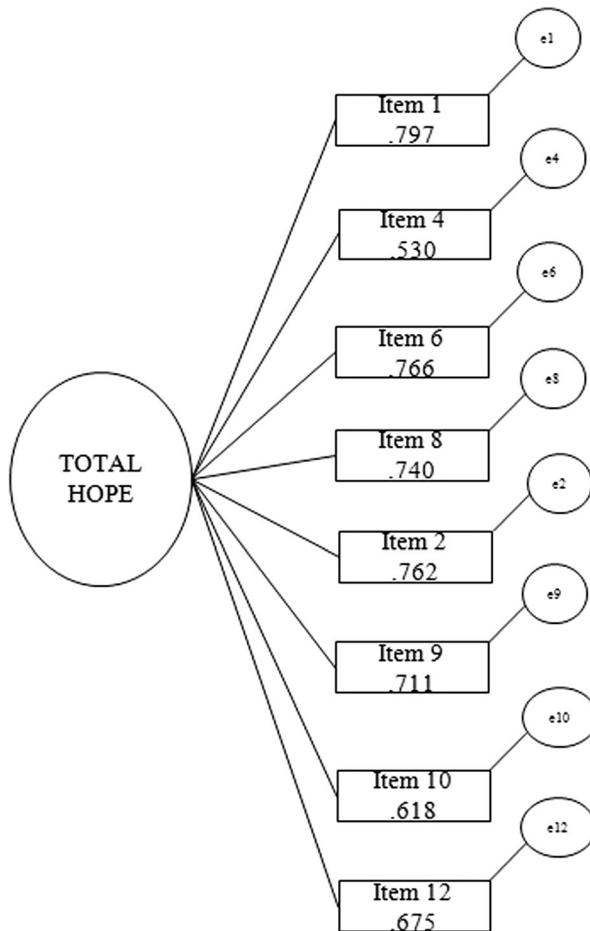 e1
Item 1
.797
e4
Item 4
.530
e6
Item 6
.766
e8
Item 8
.740
TOTAL
HOPE
e2
Item 2
.762
e9
Item 9
.711
e10
Item 10
.618
e12
Item 12
.675